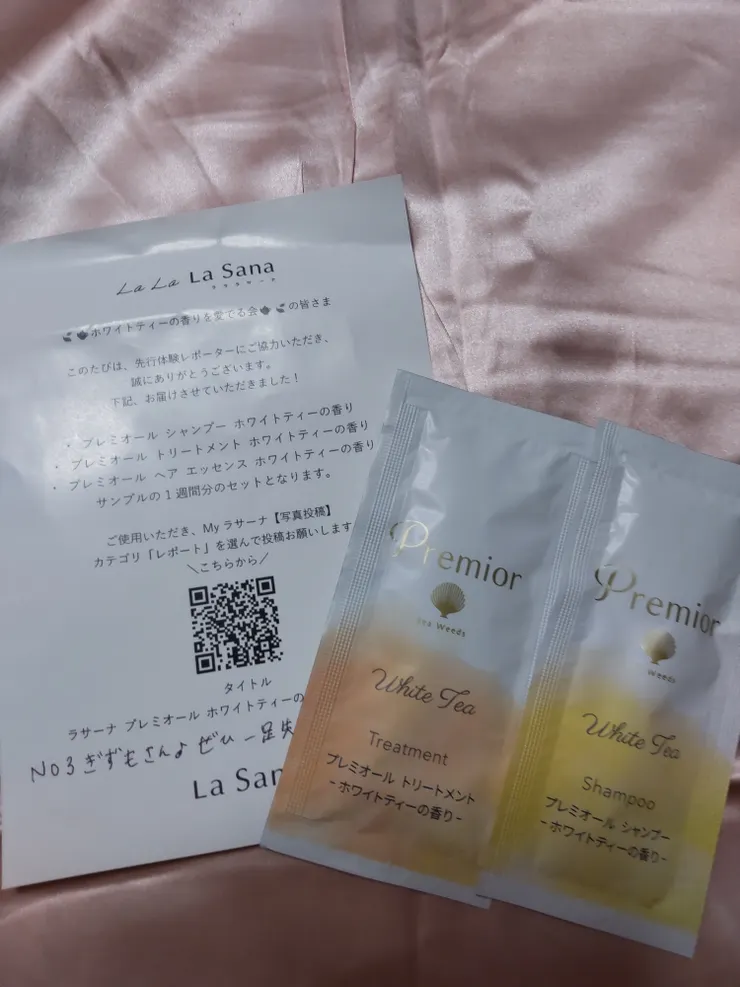 La La La Sana
ラララサーナ
ホワイトティーの香りを愛でる会 の皆さま
このたびは、先行体験レポーターにご協力いただき、
誠にありがとうございます。
下記、お届けさせていただきました！
・ プレミオール シャンプー ホワイトティーの香り
・ プレミオール トリートメント ホワイトティーの香り
・ プレミオール ヘア エッセンス ホワイトティーの香り
サンプルの1週間分のセットとなります。
ご使用いただき、Myラサーナ【写真投稿】
カテゴリ「レポート」を選んで投稿お願いします
＼こちらから／
タイトル
ラサーナ プレミオール ホワイトティーの
NO3 ぎずもさんよ ぜひ 一足先
La San
Premior
Sea Weeds
White Tea
Treatment
プレミオール トリートメント
-ホワイトティーの香り-
Premior
Weeds
White Tea
Shampoo
プレミオール シャンプー
-ホワイトティーの香り-